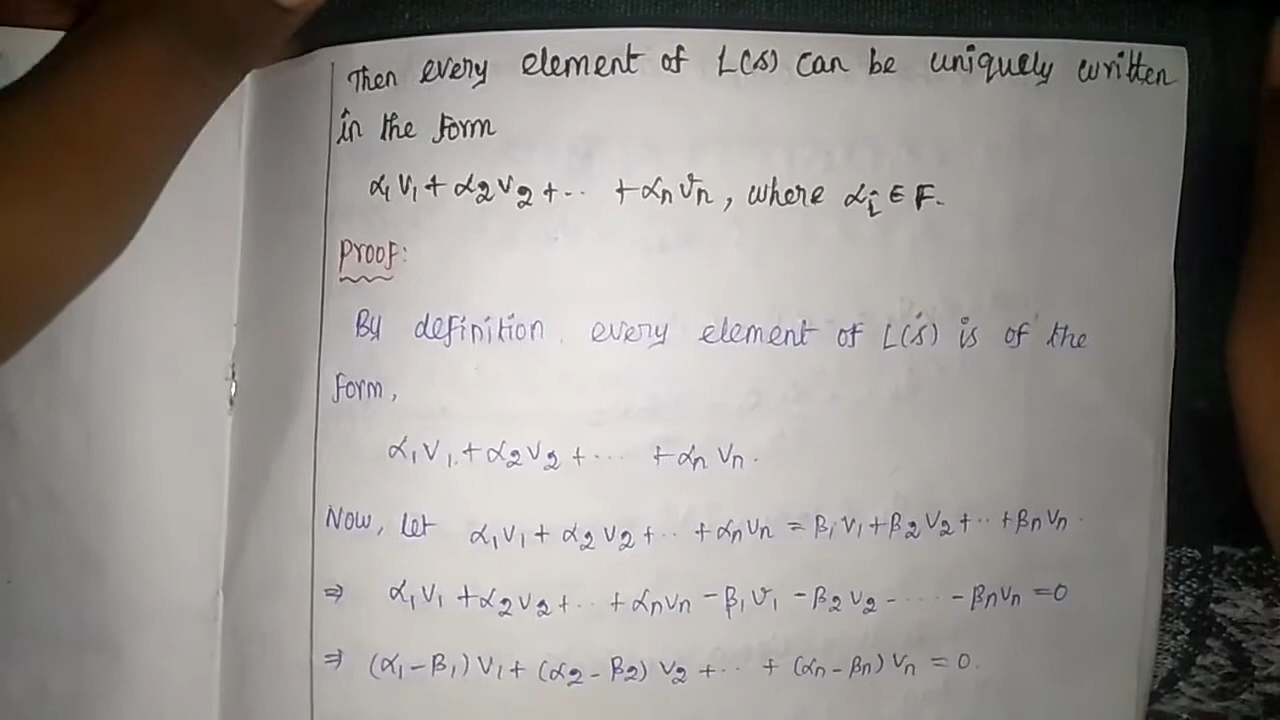 Then every element of L(S) can be uniquely written
in the form
α₁v₁ + α₂v₂ + ... + αₙvₙ, where αᵢ ∈ F.
Proof:
By definition, every element of L(S) is of the
form,
α₁v₁ + α₂v₂ + .... + αₙvₙ.
Now, let α₁v₁ + α₂v₂ + ... + αₙvₙ = β₁v₁ + β₂v₂ + ... + βₙvₙ.
⇒ α₁v₁ + α₂v₂ + ... + αₙvₙ - β₁v₁ - β₂v₂ - .... - βₙvₙ = 0
⇒ (α₁ - β₁)v₁ + (α₂ - β₂)v₂ + ... + (αₙ - βₙ)vₙ = 0.